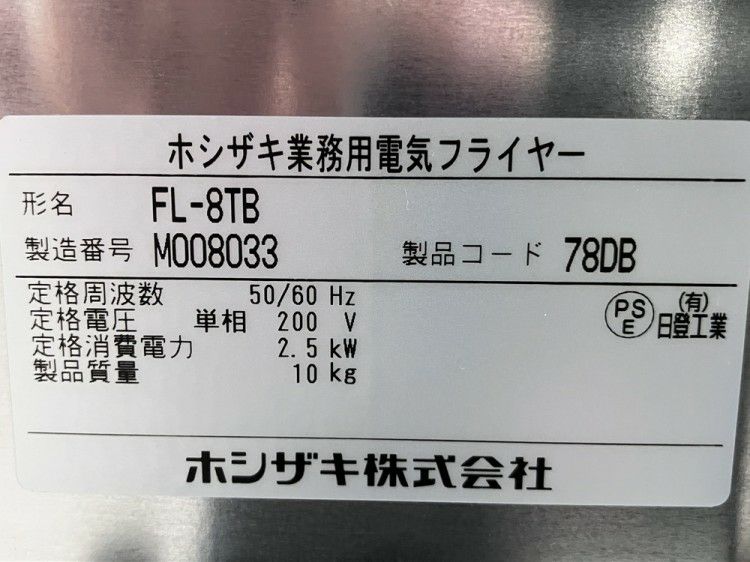 ホシザキ業務用電気フライヤー
形名 FL-8TB
製造番号 M008033 製品コード 78DB
定格周波数 50/60 Hz
定格電圧 単相 200 V
定格消費電力 2.5 kW
製品質量 10 kg
PS E (有) 日登工業
ホシザキ株式会社